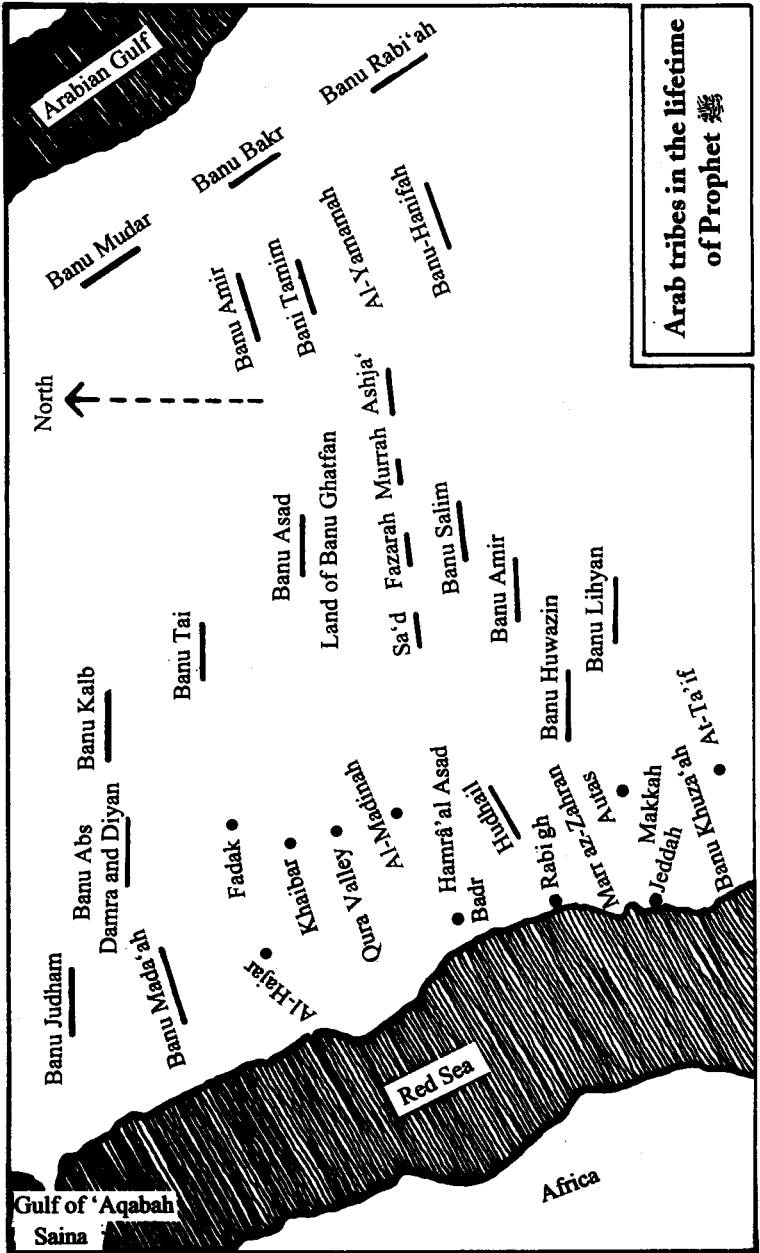 Arab tribes in the lifetime
of Prophet ﷺ
North
Gulf of ‘Aqabah
Saina
Banu Judham
Banu Abs
Damra and Diyan
Banu Kalb
Banu Mudar
Arabian Gulf
Banu Mada‘ah
Banu Tai
Banu Amir
Banu Bakr
Al-Hajar
Fadak
Banu Asad
Bani Tamim
Khaibar
Land of Banu Ghatfan
Al-Yamamah
Banu Rabi‘ah
Qura Valley
Al-Madinah
Sa‘d
Fazarah
Murrah
Ashja‘
Banu-Hanifah
Red Sea
Hamrâ’al Asad
Badr
Banu Salim
Hudhail
Banu Amir
Rabigh
Banu Huwazin
Marr az-Zahran
Autas
Banu Lihyan
Makkah
Jeddah
Banu Khuza‘ah
At-Ta’if
Africa